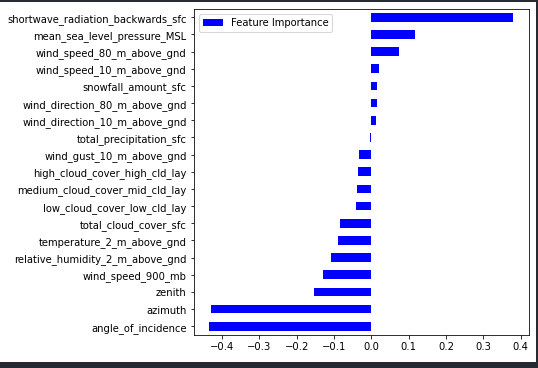 Feature Importance
shortwave_radiation_backwards_sfc
mean_sea_level_pressure_MSL
wind_speed_80_m_above_gnd
wind_speed_10_m_above_gnd
snowfall_amount_sfc
wind_direction_80_m_above_gnd
wind_direction_10_m_above_gnd
total_precipitation_sfc
wind_gust_10_m_above_gnd
high_cloud_cover_high_cld_lay
medium_cloud_cover_mid_cld_lay
low_cloud_cover_low_cld_lay
total_cloud_cover_sfc
temperature_2_m_above_gnd
relative_humidity_2_m_above_gnd
wind_speed_900_mb
zenith
azimuth
angle_of_incidence
−0.4 −0.3 −0.2 −0.1 0.0 0.1 0.2 0.3 0.4